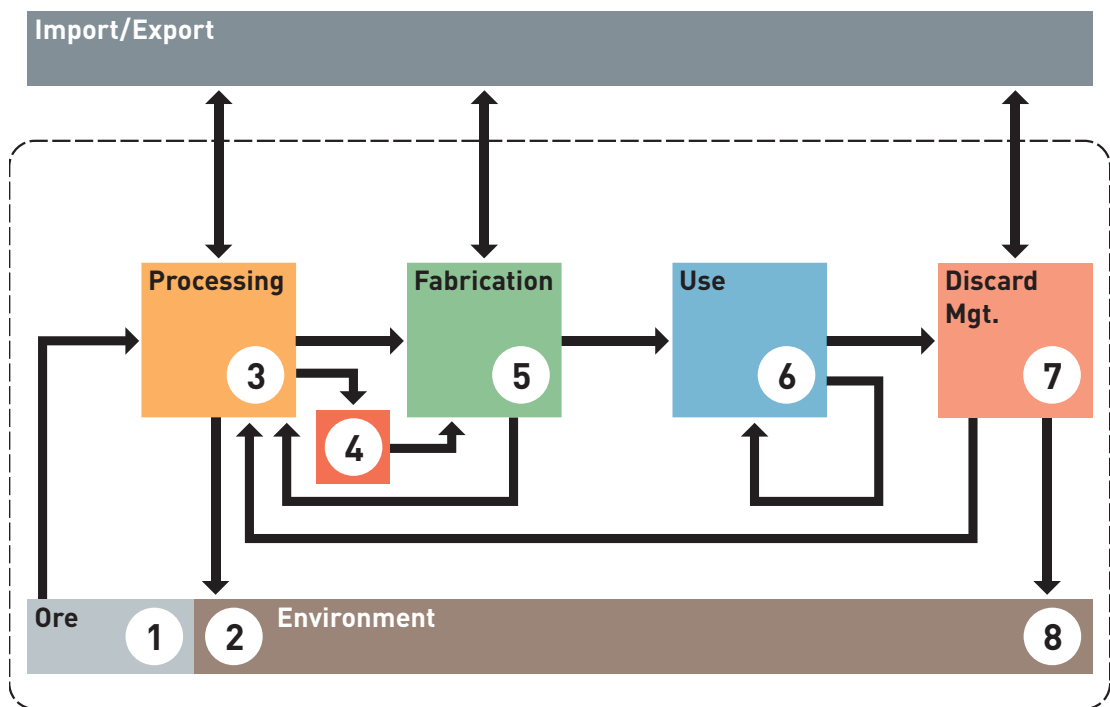 Import/Export
Processing
3
4
Fabrication
5
Use
6
Discard
Mgt.
7
Ore
1
2
Environment
8